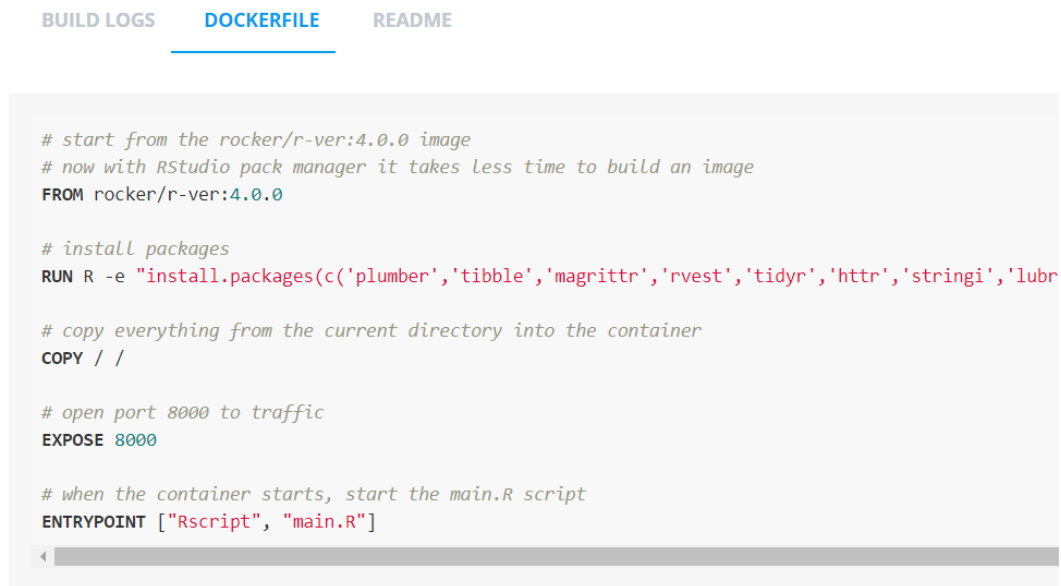 BUILD LOGS DOCKERFILE README
# start from the rocker/r-ver:4.0.0 image
# now with RStudio pack manager it takes less time to build an image
FROM rocker/r-ver:4.0.0
# install packages
RUN R -e "install.packages(c('plumber','tibble','magrittr','rvest','tidyr','httr','stringi','lubr
# copy everything from the current directory into the container
COPY / /
# open port 8000 to traffic
EXPOSE 8000
# when the container starts, start the main.R script
ENTRYPOINT ["Rscript", "main.R"]